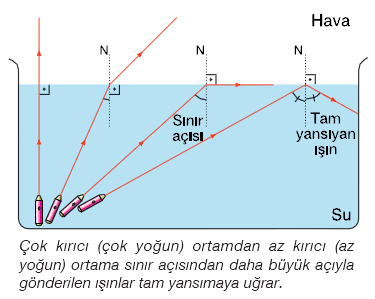 Hava
N
N
N
Sınır
açısı
Tam
yansıyan
ışın
Su
Çok kırıcı (çok yoğun) ortamdan az kırıcı (az
yoğun) ortama sınır açısından daha büyük açıyla
gönderilen ışınlar tam yansımaya uğrar.